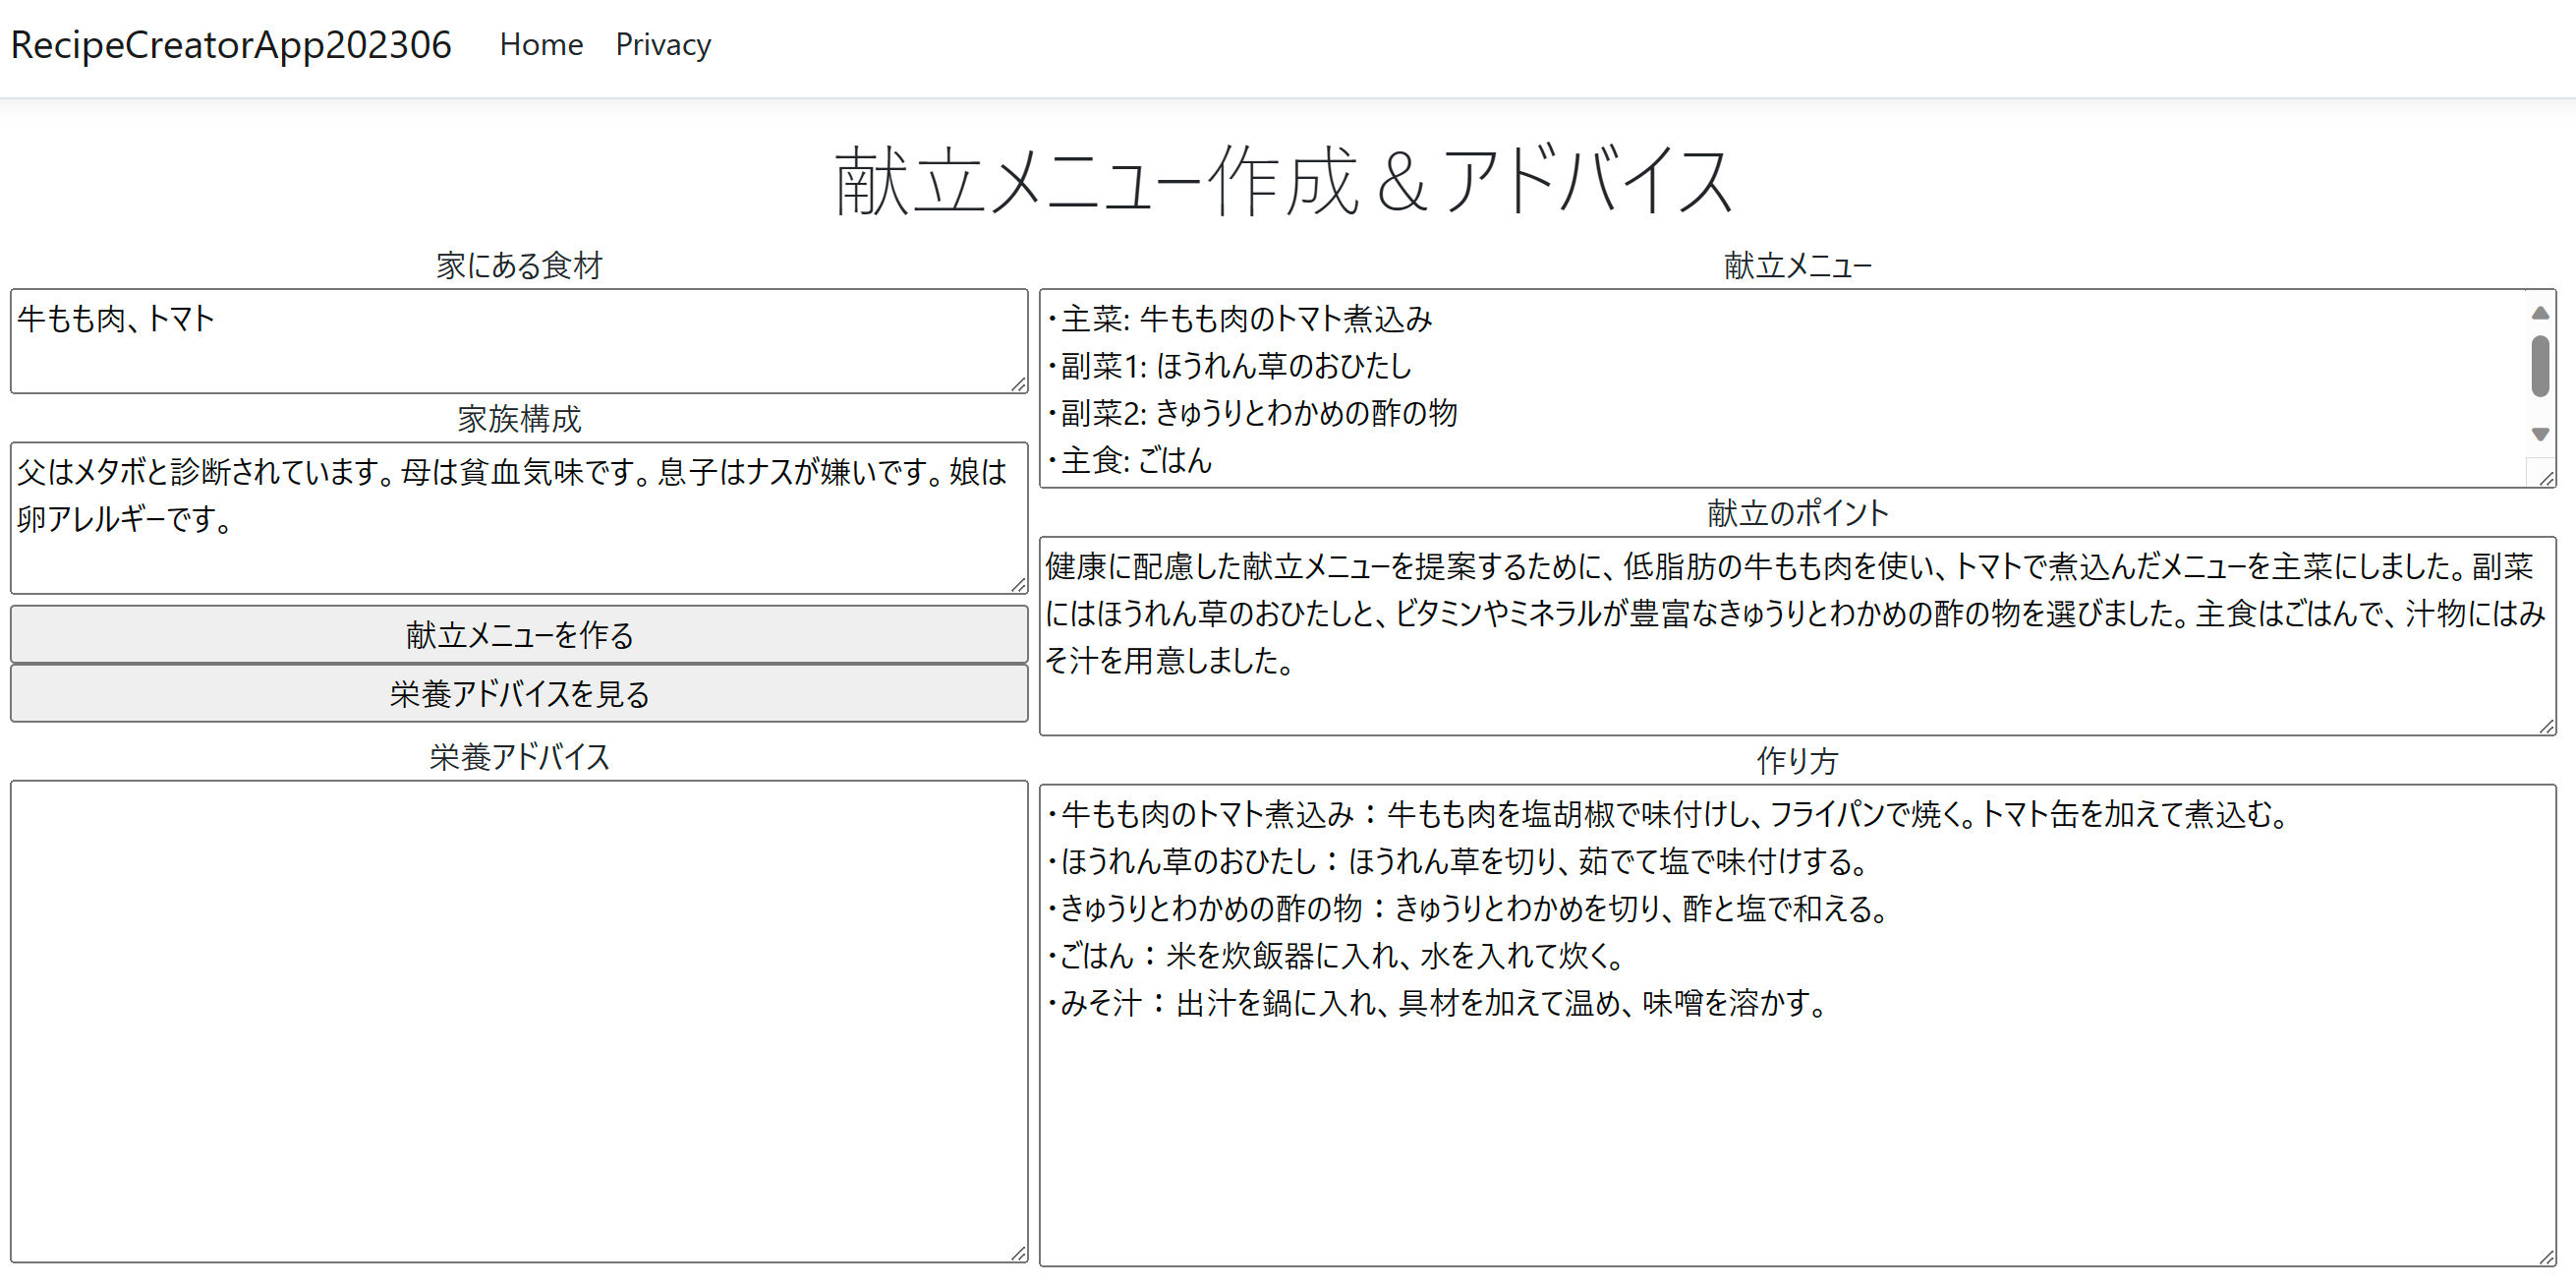 RecipeCreatorApp202306 Home Privacy
献立メニュー作成＆アドバイス
家にある食材
牛もも肉、トマト
家族構成
父はメタボと診断されています。母は貧血気味です。息子はナスが嫌いです。娘は
卵アレルギーです。
献立メニューを作る
栄養アドバイスを見る
栄養アドバイス
献立メニュー
・主菜: 牛もも肉のトマト煮込み
・副菜1: ほうれん草のおひたし
・副菜2: きゅうりとわかめの酢の物
・主食: ごはん
献立のポイント
健康に配慮した献立メニューを提案するために、低脂肪の牛もも肉を使い、トマトで煮込んだメニューを主菜にしました。副菜
にはほうれん草のおひたしと、ビタミンやミネラルが豊富なきゅうりとわかめの酢の物を選びました。主食はごはんで、汁物にはみ
そ汁を用意しました。
作り方
・牛もも肉のトマト煮込み：牛もも肉を塩胡椒で味付けし、フライパンで焼く。トマト缶を加えて煮込む。
・ほうれん草のおひたし：ほうれん草を切り、茹でて塩で味付けする。
・きゅうりとわかめの酢の物：きゅうりとわかめを切り、酢と塩で和える。
・ごはん：米を炊飯器に入れ、水を入れて炊く。
・みそ汁：出汁を鍋に入れ、具材を加えて温め、味噌を溶かす。